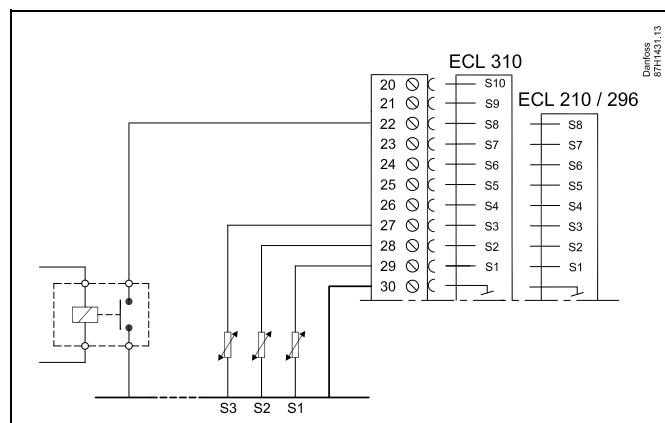 Danfoss
87H1431.13
ECL 310
ECL 210 / 296
20 S10
21 S9
22 S8 S8
23 S7 S7
24 S6 S6
25 S5 S5
26 S4 S4
27 S3 S3
28 S2 S2
29 S1 S1
30
S3 S2 S1